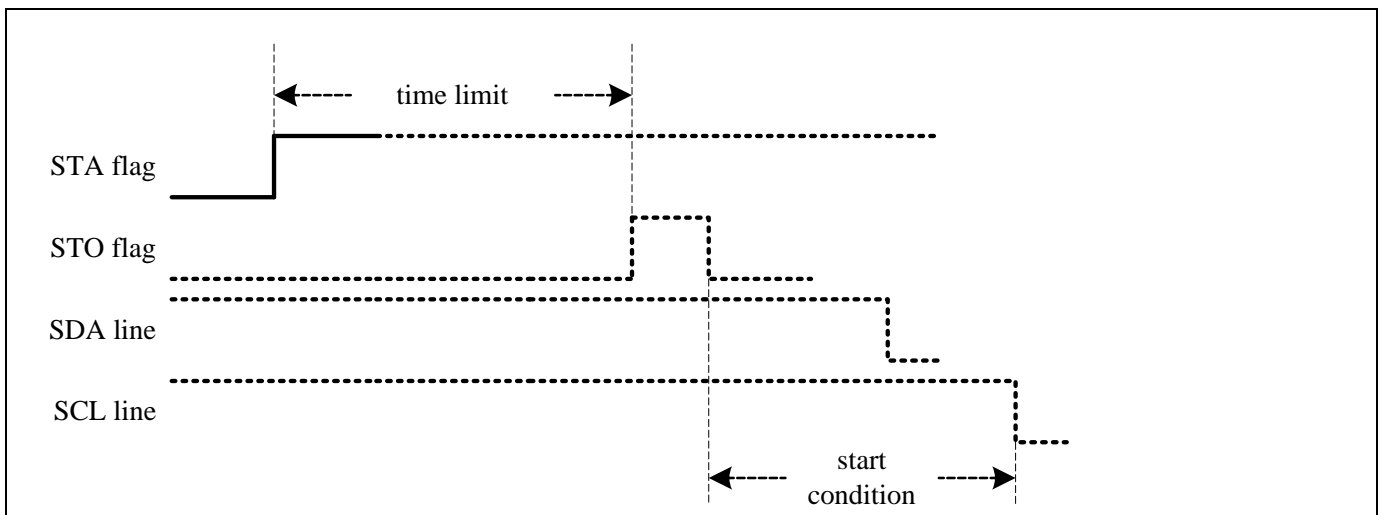 time limit
STA flag
STO flag
SDA line
SCL line
start
condition